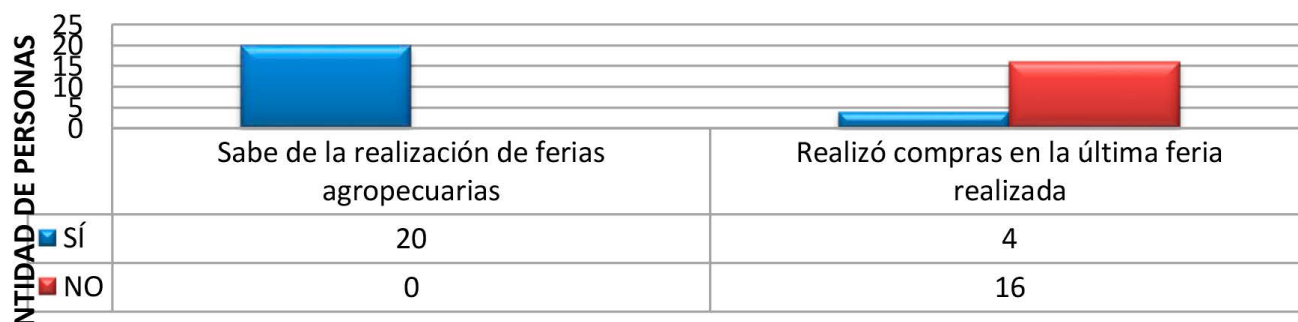 NTIDAD DE PERSONAS
25
20
15
10
5
0
Sabe de la realización de ferias
agropecuarias
Realizó compras en la última feria
realizada
SÍ 20 4
NO 0 16